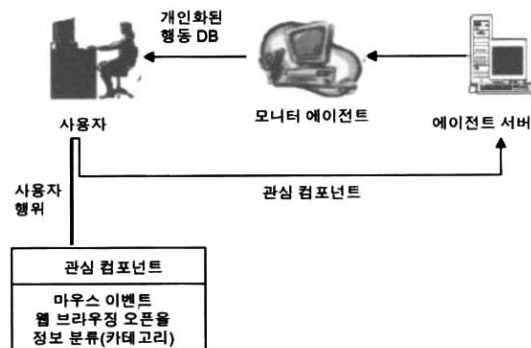 개인화된
행동 DB
사용자
모니터 에이전트
에이전트 서버
사용자
행위
관심 컴포넌트
관심 컴포넌트
마우스 이벤트
웹 브라우징 오픈율
정보 분류(카테고리)